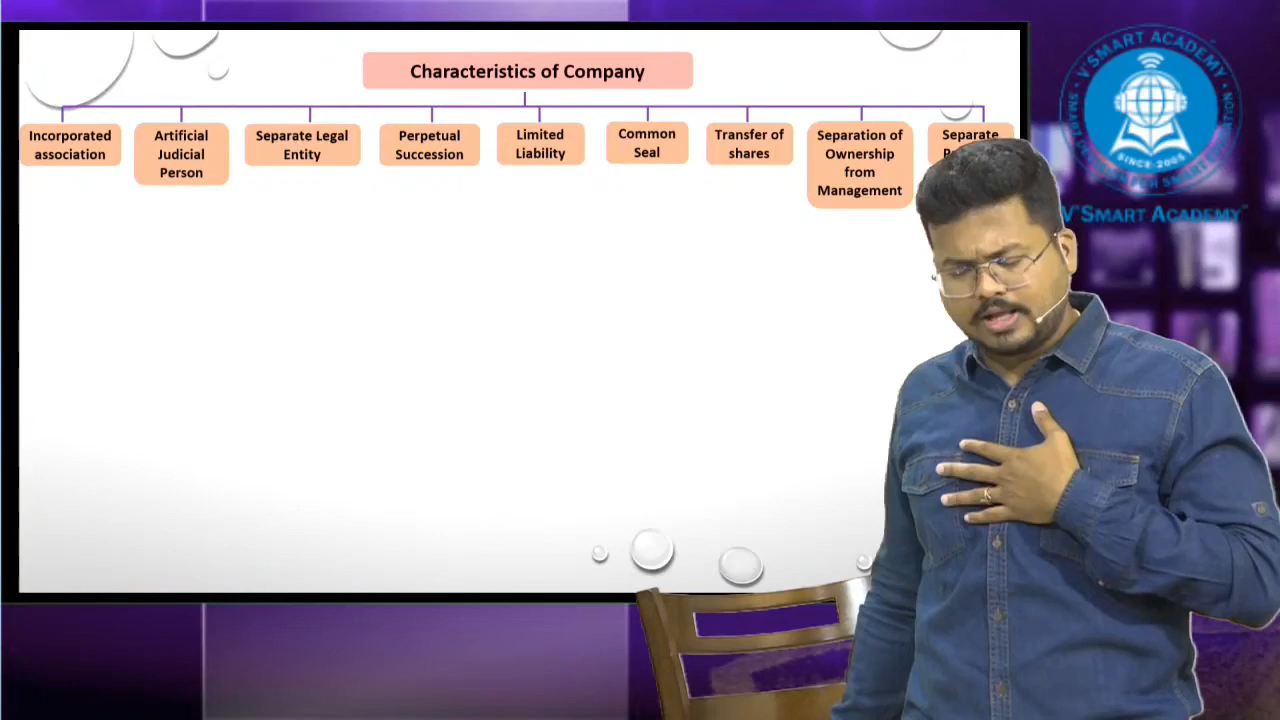 Characteristics of Company
Incorporated
association
Artificial
Judicial
Person
Separate Legal
Entity
Perpetual
Succession
Limited
Liability
Common
Seal
Transfer of
shares
Separation of
Ownership
from
Management
Separate
V'SMART ACADEMY
SINCE-2005
V'SMART ACADEMY